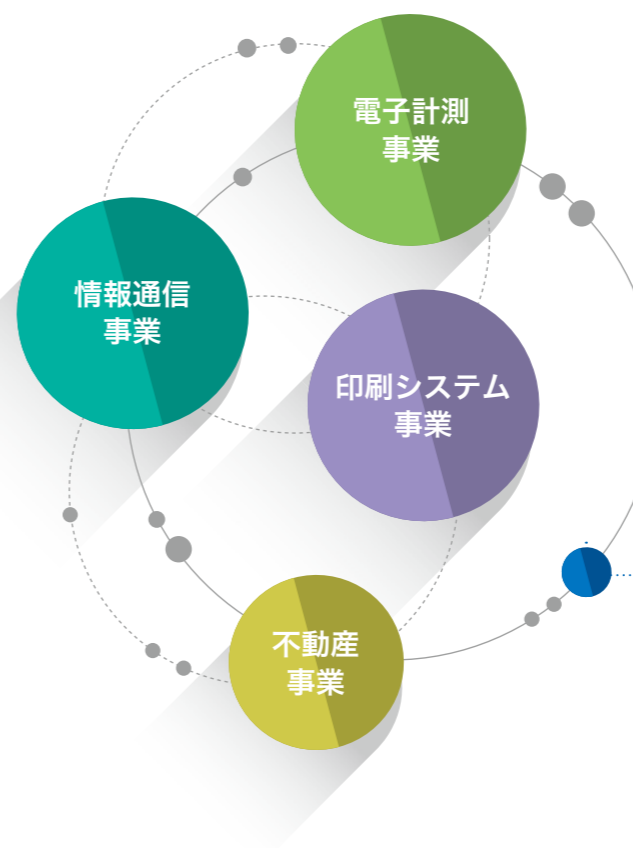 電子計測
事業
情報通信
事業
印刷システム
事業
不動産
事業